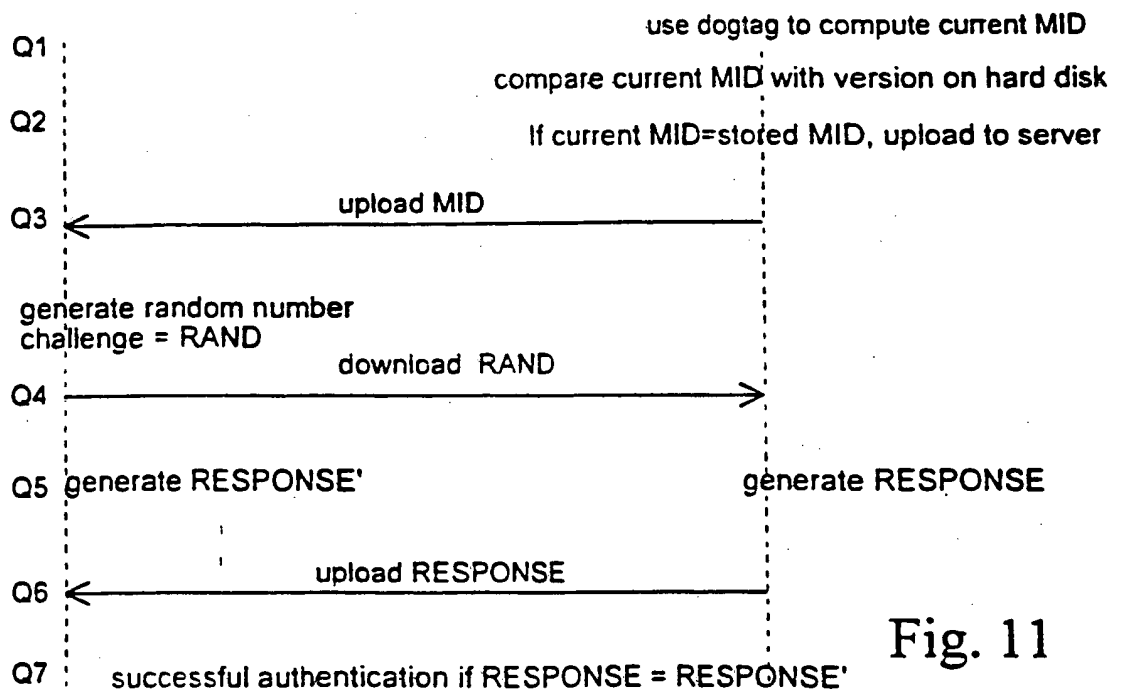 use dogtag to compute current MID
Q1
compare current MID with version on hard disk
Q2
If current MID=stored MID, upload to server
upload MID
Q3
generate random number
challenge = RAND
download RAND
Q4
Q5 generate RESPONSE' generate RESPONSE
upload RESPONSE
Q6
Fig. 11
Q7 successful authentication if RESPONSE = RESPONSE'